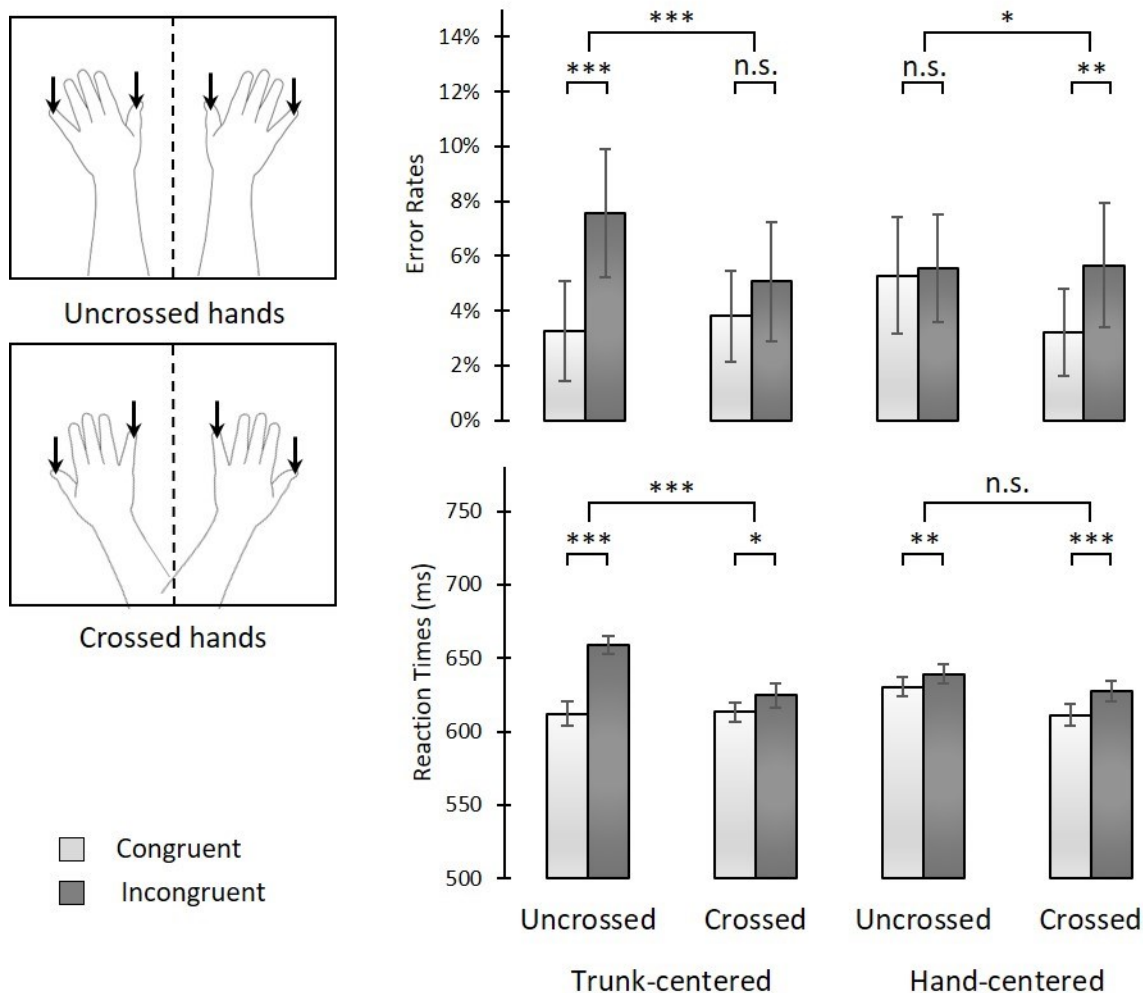 Uncrossed hands
Crossed hands
Congruent
Incongruent
Error Rates
14%
12%
10%
8%
6%
4%
2%
0%
*** *
*** n.s. n.s. **
Reaction Times (ms)
750
700
650
600
550
500
*** n.s.
*** * ** ***
Uncrossed Crossed Uncrossed Crossed
Trunk-centered Hand-centered